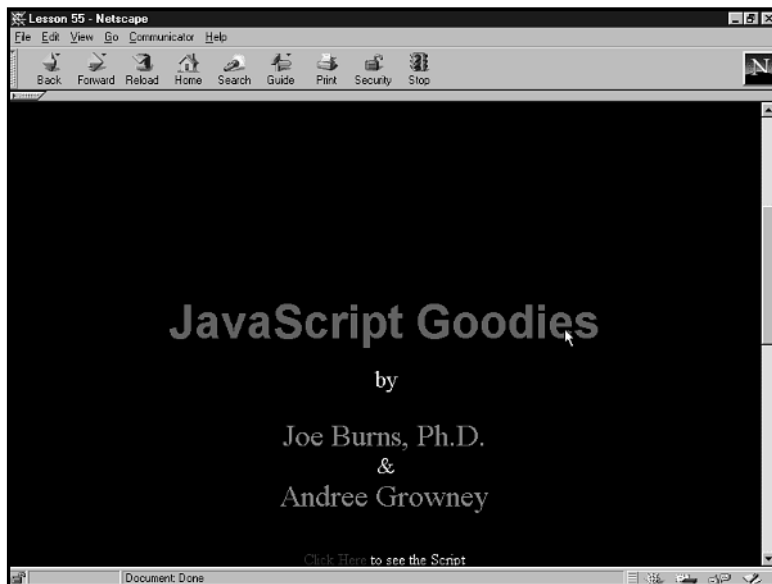 Lesson 55 - Netscape
File Edit View Go Communicator Help
Back Forward Reload Home Search Guide Print Security Stop
N
JavaScript Goodies
by
Joe Burns, Ph.D.
&
Andree Growney
Click Here to see the Script
Document: Done